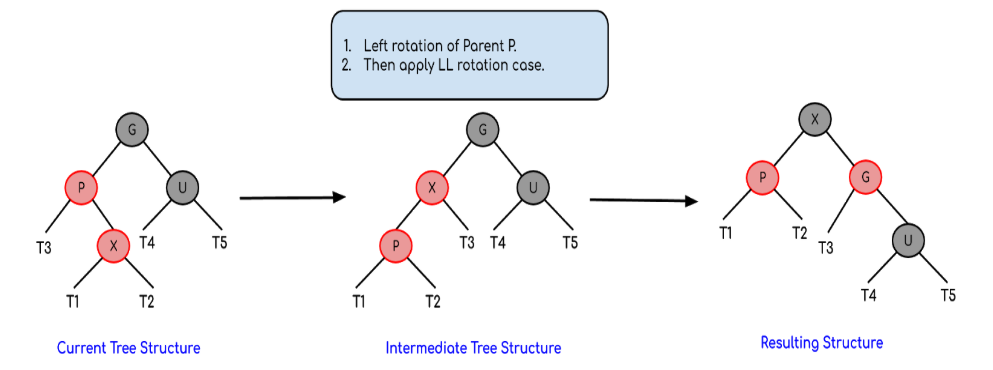 1. Left rotation of Parent P.
2. Then apply LL rotation case.
G
P
U
T3
X
T4
T5
T1
T2
Current Tree Structure
G
X
U
P
T3
T4
T5
T1
T2
Intermediate Tree Structure
X
P
G
T1
T2
T3
U
T4
T5
Resulting Structure